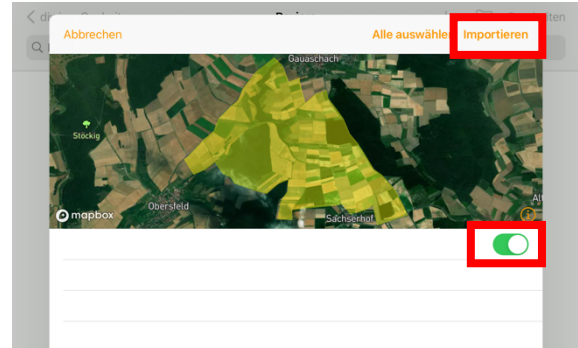 Abbrechen
Alle auswählen
Importieren
Gauaschach
Stöckig
Obersfeld
Sachserhof
mapbox